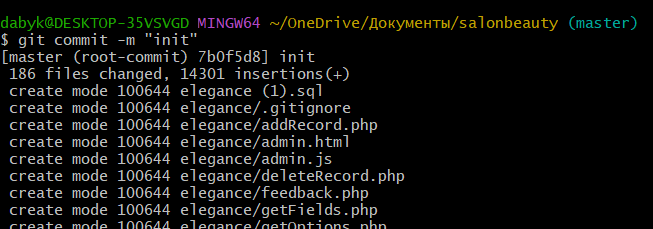 dabyk@DESKTOP-35VSVGD MINGW64 ~/OneDrive/Документы/salonbeauty (master)
$ git commit -m "init"
[master (root-commit) 7b0f5d8] init
 186 files changed, 14301 insertions(+)
 create mode 100644 elegance (1).sql
 create mode 100644 elegance/.gitignore
 create mode 100644 elegance/addRecord.php
 create mode 100644 elegance/admin.html
 create mode 100644 elegance/admin.js
 create mode 100644 elegance/deleteRecord.php
 create mode 100644 elegance/feedback.php
 create mode 100644 elegance/getFields.php
 create mode 100644 elegance/getOptions.php